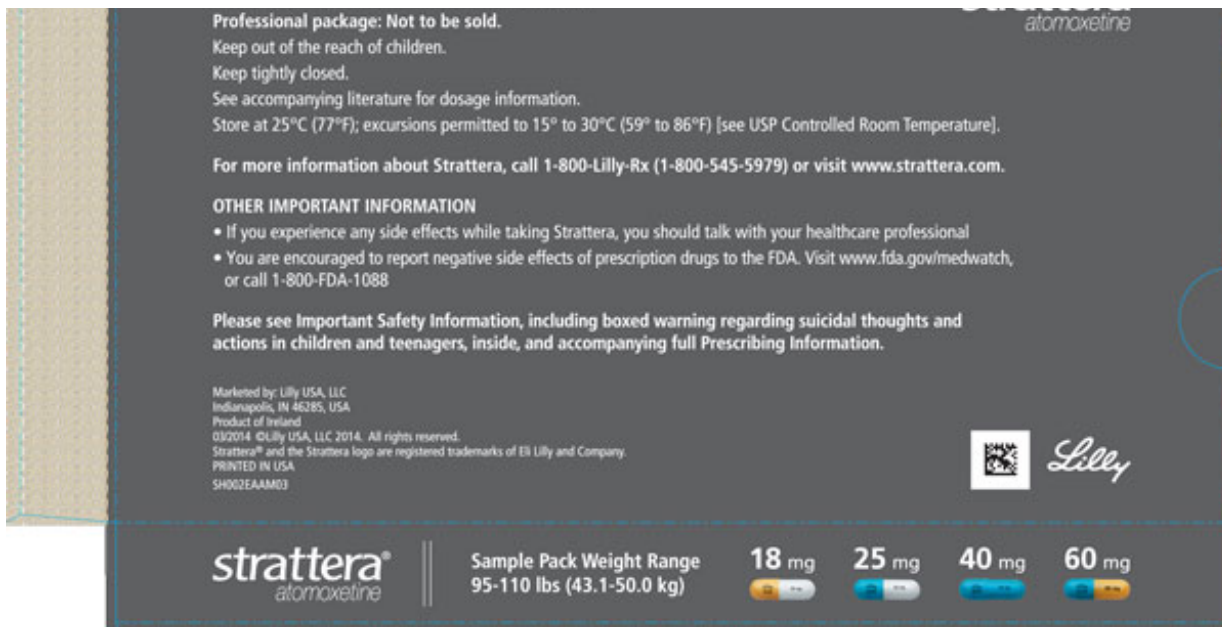 Professional package: Not to be sold.
strattera
atomoxetine
Keep out of the reach of children.
Keep tightly closed.
See accompanying literature for dosage information.
Store at 25°C (77°F); excursions permitted to 15° to 30°C (59° to 86°F) [see USP Controlled Room Temperature].
For more information about Strattera, call 1-800-Lilly-Rx (1-800-545-5979) or visit www.strattera.com.
OTHER IMPORTANT INFORMATION
• If you experience any side effects while taking Strattera, you should talk with your healthcare professional
• You are encouraged to report negative side effects of prescription drugs to the FDA. Visit www.fda.gov/medwatch,
or call 1-800-FDA-1088
Please see Important Safety Information, including boxed warning regarding suicidal thoughts and
actions in children and teenagers, inside, and accompanying full Prescribing Information.
Marketed by: Lilly USA, LLC
Indianapolis, IN 46285, USA
Product of Ireland
03/2014 ©Lilly USA, LLC 2014. All rights reserved.
Strattera® and the Strattera logo are registered trademarks of Eli Lilly and Company.
PRINTED IN USA
SH002EAAM03
Lilly
strattera®
atomoxetine
Sample Pack Weight Range
95-110 lbs (43.1-50.0 kg)
18 mg
25 mg
40 mg
60 mg